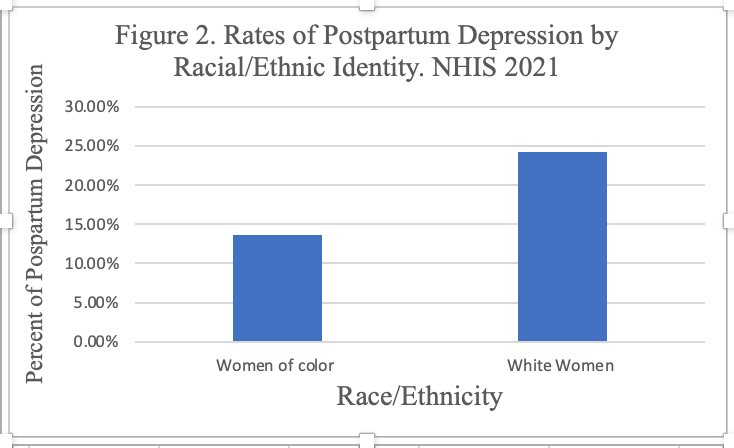 Figure 2. Rates of Postpartum Depression by
Racial/Ethnic Identity. NHIS 2021
Percent of Pospartum Depression
30.00%
25.00%
20.00%
15.00%
10.00%
5.00%
0.00%
Women of color
White Women
Race/Ethnicity